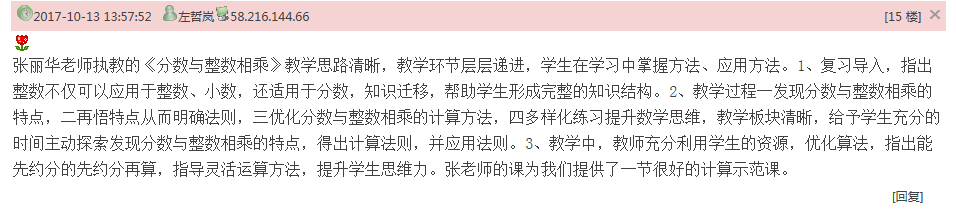 2017-10-13 13:57:52 左哲岚 58.216.144.66 [15 楼]
张丽华老师执教的《分数与整数相乘》教学思路清晰，教学环节层层递进，学生在学习中掌握方法、应用方法。1、复习导入，指出
整数不仅可以应用于整数、小数，还适用于分数，知识迁移，帮助学生形成完整的知识结构。2、教学过程一发现分数与整数相乘的
特点，二再悟特点从而明确法则，三优化分数与整数相乘的计算方法，四多样化练习提升数学思维，教学板块清晰，给予学生充分的
时间主动探索发现分数与整数相乘的特点，得出计算法则，并应用法则。3、教学中，教师充分利用学生的资源，优化算法，指出能
先约分的先约分再算，指导灵活运算方法，提升学生思维力。张老师的课为我们提供了一节很好的计算示范课。
[回复]